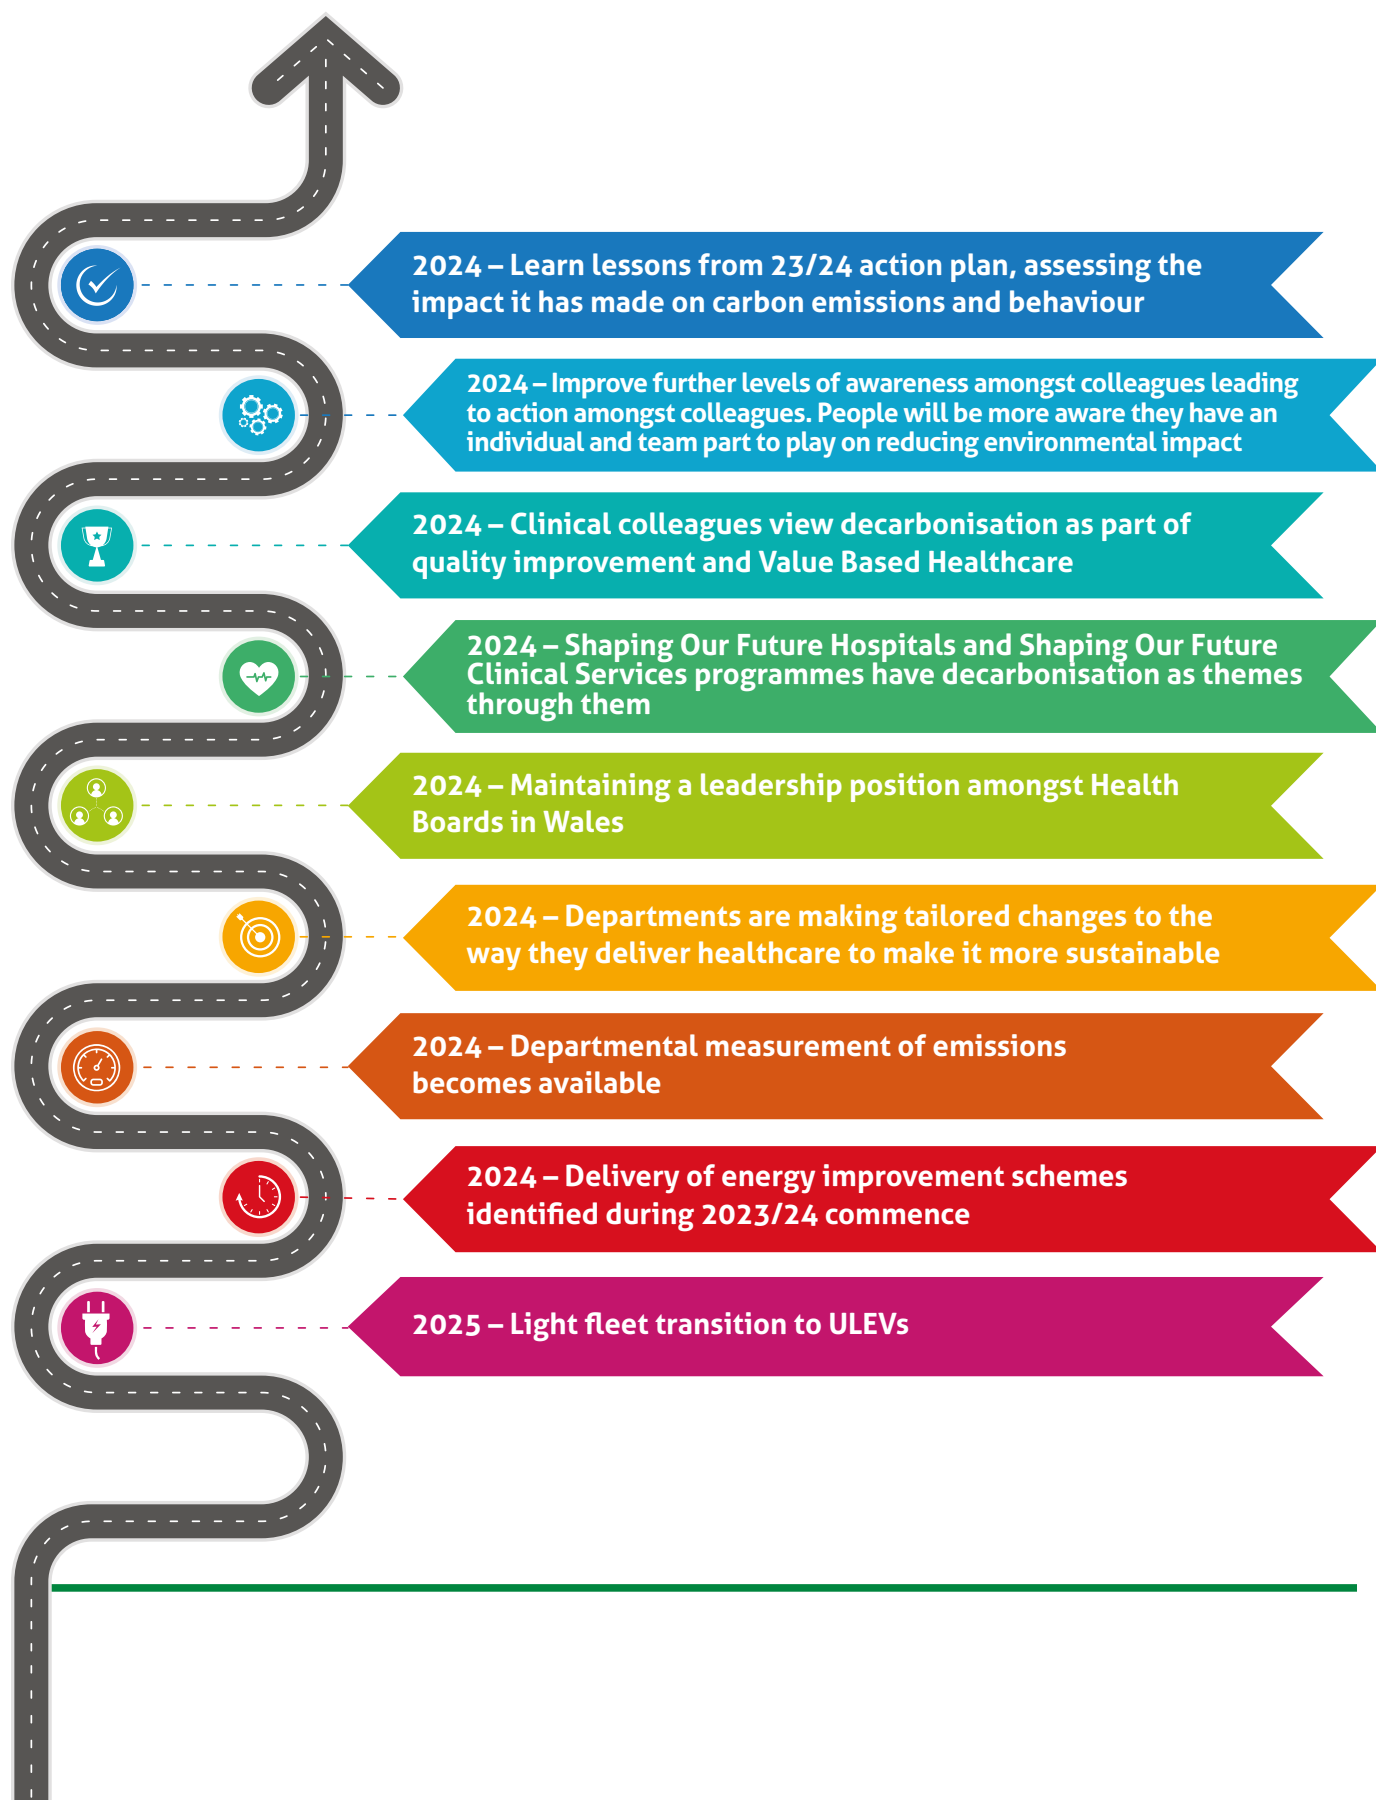 2024 – Learn lessons from 23/24 action plan, assessing the
impact it has made on carbon emissions and behaviour
2024 – Improve further levels of awareness amongst colleagues leading
to action amongst colleagues. People will be more aware they have an
individual and team part to play on reducing environmental impact
2024 – Clinical colleagues view decarbonisation as part of
quality improvement and Value Based Healthcare
2024 – Shaping Our Future Hospitals and Shaping Our Future
Clinical Services programmes have decarbonisation as themes
through them
2024 – Maintaining a leadership position amongst Health
Boards in Wales
2024 – Departments are making tailored changes to the
way they deliver healthcare to make it more sustainable
2024 – Departmental measurement of emissions
becomes available
2024 – Delivery of energy improvement schemes
identified during 2023/24 commence
2025 – Light fleet transition to ULEVs